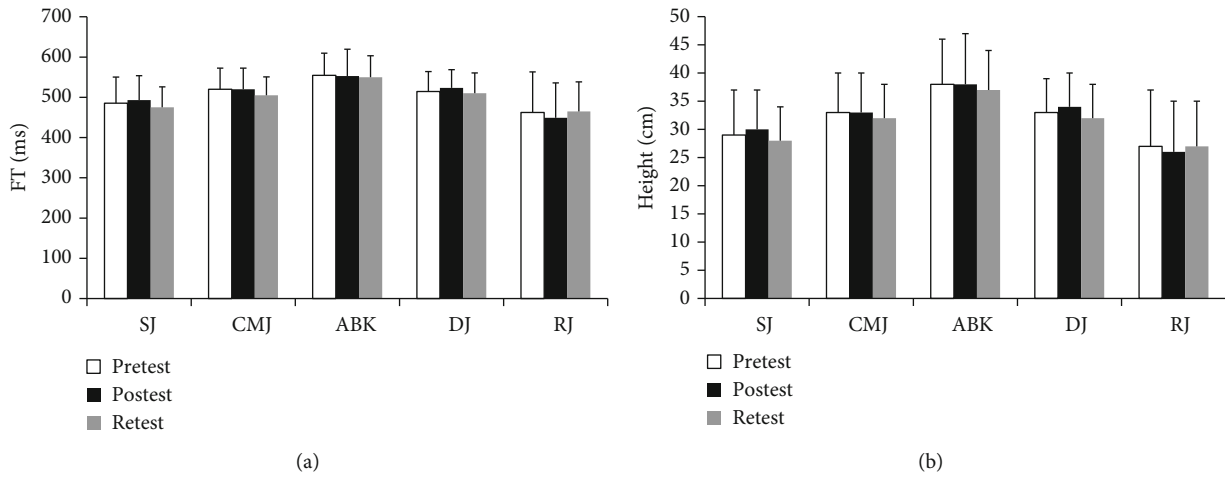 700
600
500
400
300
200
100
0
FT (ms)
SJ CMJ ABK DJ RJ
Pretest
Postest
Retest
(a)
50
45
40
35
30
25
20
15
10
5
0
Height (cm)
SJ CMJ ABK DJ RJ
Pretest
Postest
Retest
(b)